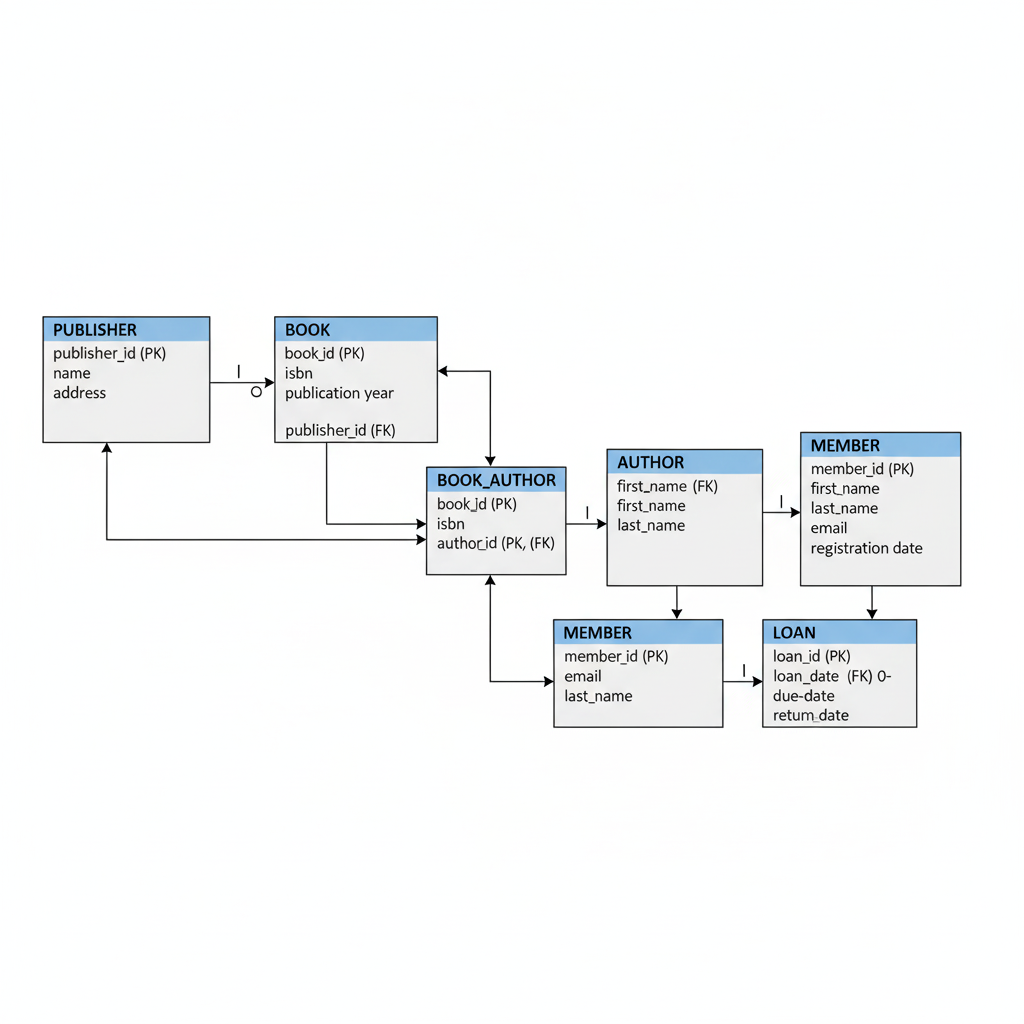 PUBLISHER
publisher_id (PK)
name
address
I
O
BOOK
book_id (PK)
isbn
publication year
publisher_id (FK)
BOOK_AUTHOR
book_id (PK)
isbn
author_id (PK, (FK)
I
AUTHOR
first_name (FK)
first_name
last_name
I
MEMBER
member_id (PK)
first_name
last_name
email
registration date
MEMBER
member_id (PK)
email
last_name
I
LOAN
loan_id (PK)
loan_date (FK) 0-
due-date
return_date